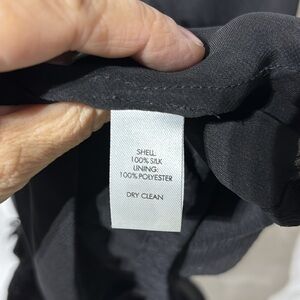 SHELL:
100% SILK
LINING:
100% POLYESTER
DRY CLEAN